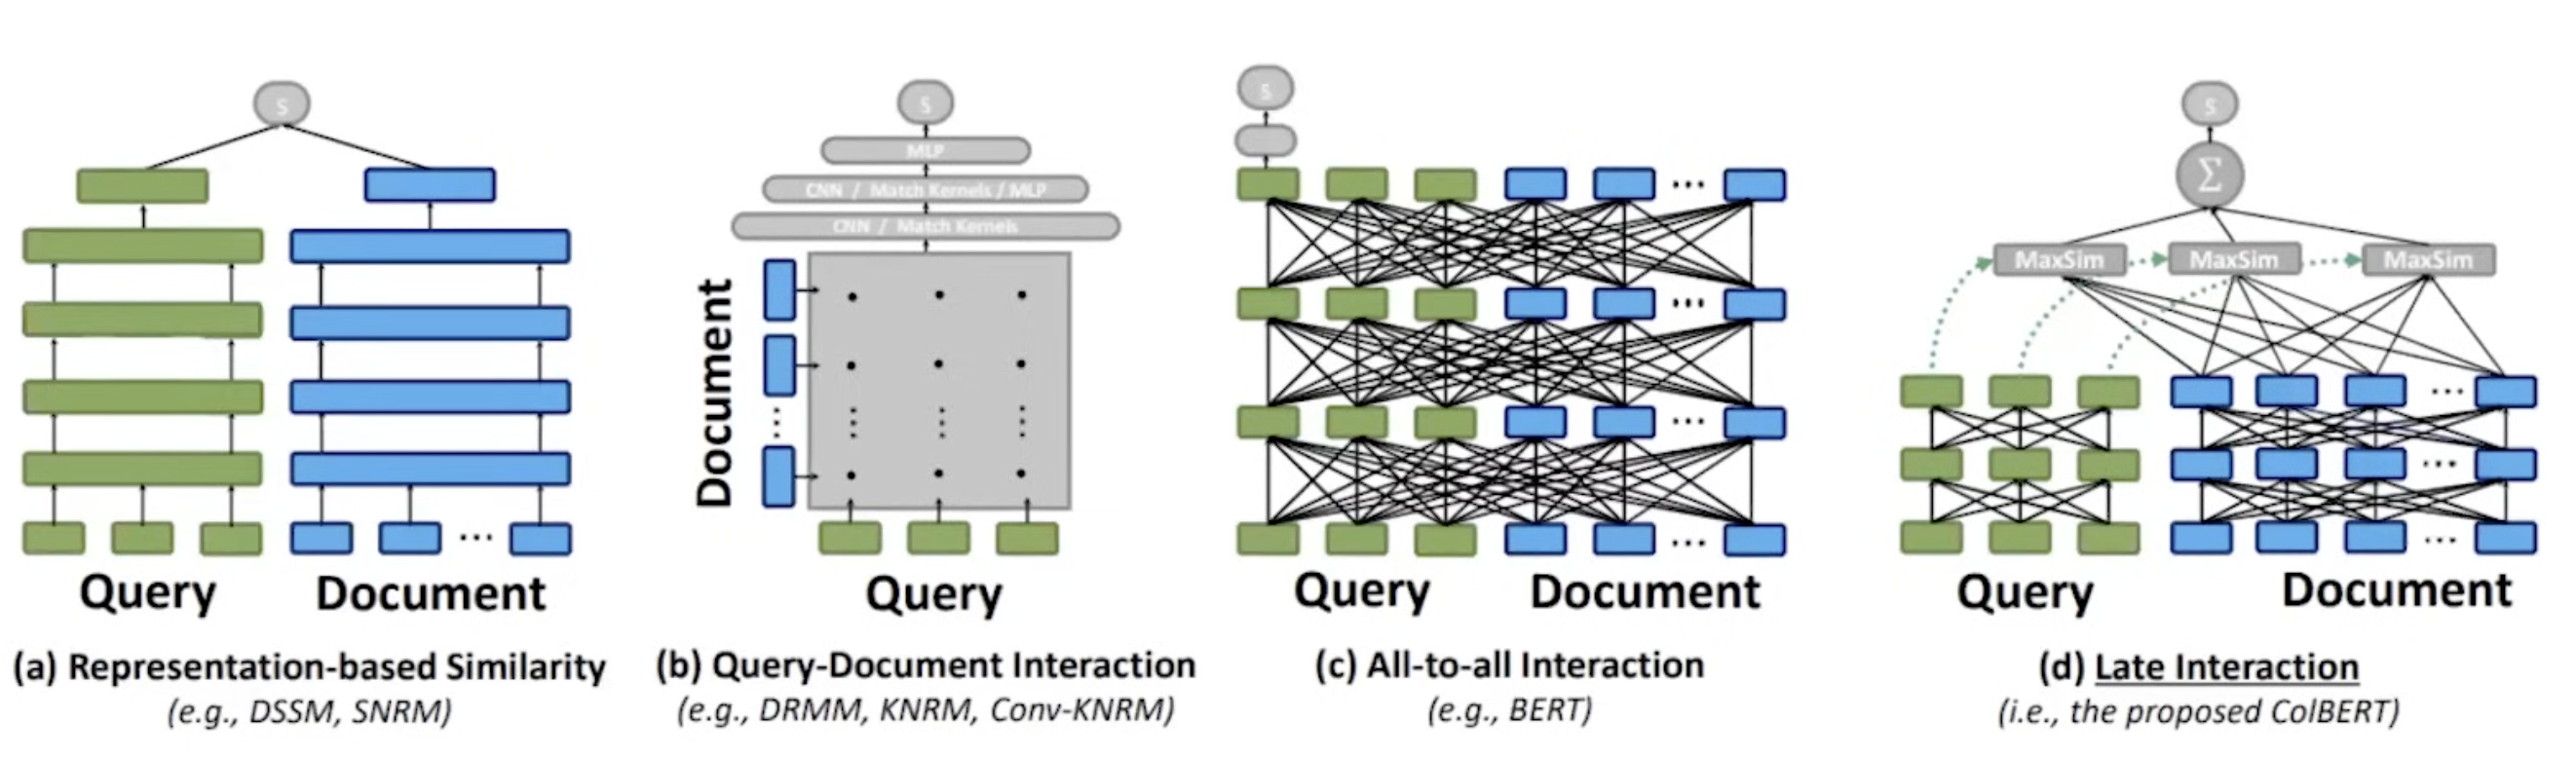 S
Query
Document
(a) Representation-based Similarity
(e.g., DSSM, SNRM)
S
MLP
CNN / Match Kernels / MLP
CNN / Match Kernels
Document
Query
(b) Query-Document Interaction
(e.g., DRMM, KNRM, Conv-KNRM)
S
Query
Document
(c) All-to-all Interaction
(e.g., BERT)
S
Σ
MaxSim
MaxSim
MaxSim
Query
Document
(d) Late Interaction
(i.e., the proposed ColBERT)